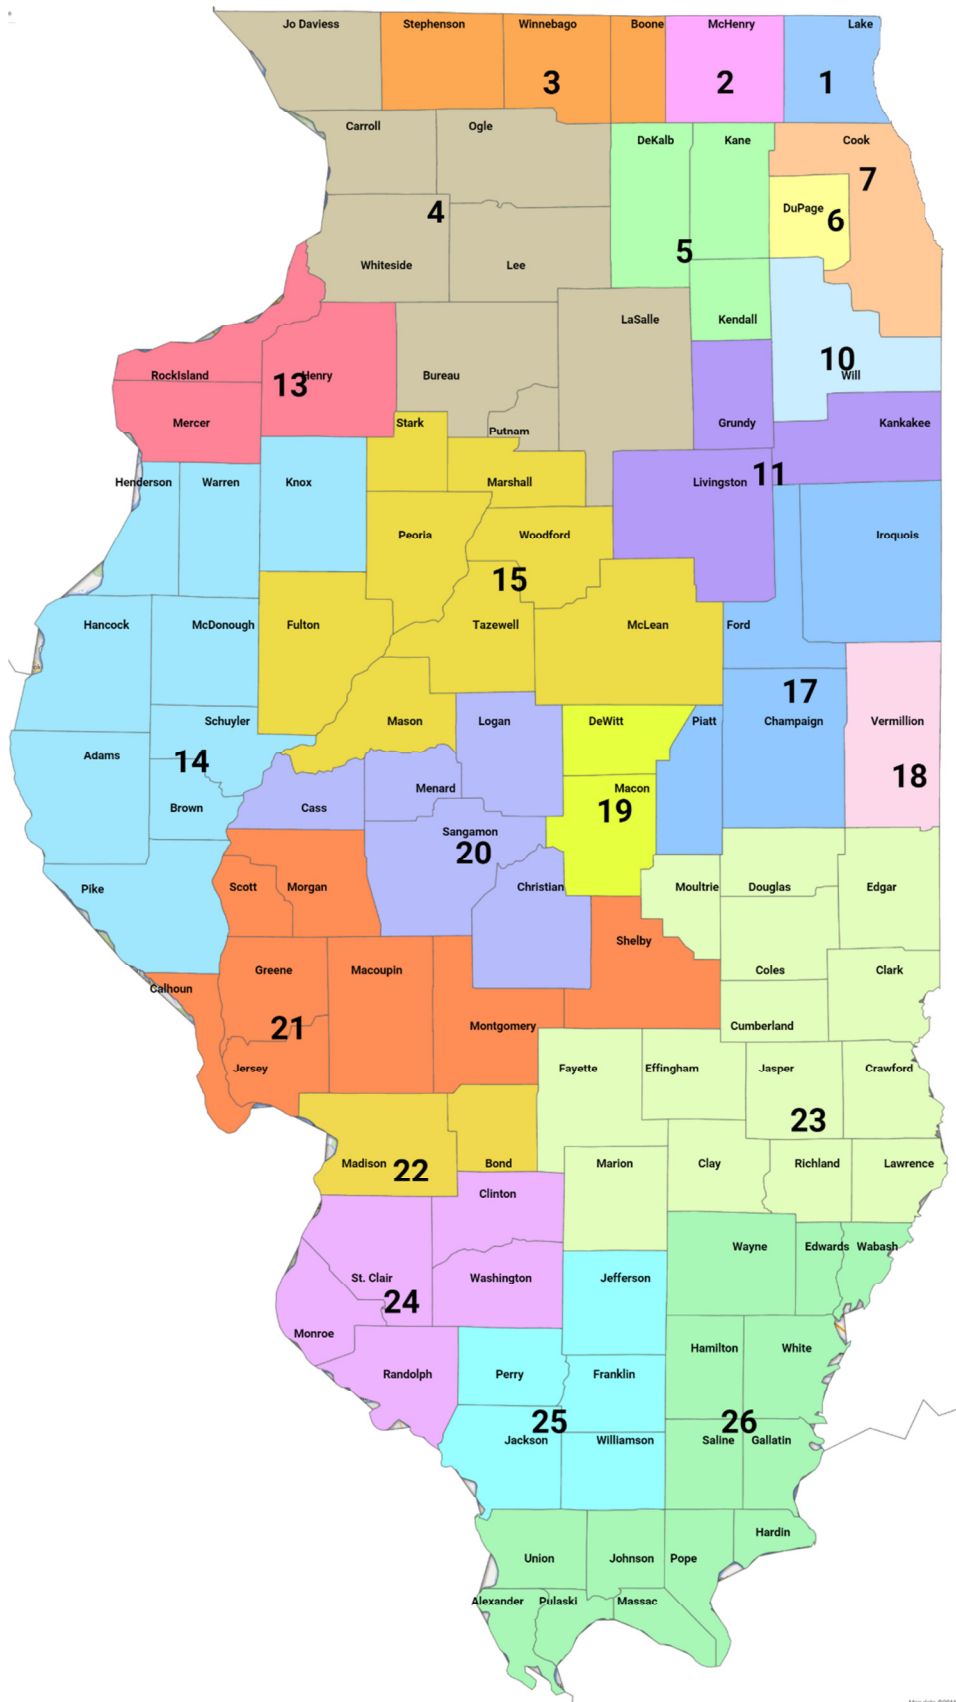 Jo Daviess
Stephenson
Winnebago
Boone
McHenry
Lake
3
2
1
Carroll
Ogle
DeKalb
Kane
Cook
7
4
DuPage
6
5
Whiteside
Lee
LaSalle
Kendall
10
Will
RockIsland
13
Henry
Bureau
Mercer
Stark
Putnam
Grundy
Kankakee
Henderson
Warren
Knox
Marshall
Livingston
11
Peoria
Woodford
Iroquois
15
Hancock
McDonough
Fulton
Tazewell
McLean
Ford
17
Schuyler
Mason
Logan
DeWitt
Piatt
Champaign
Vermillion
Adams
14
18
Brown
Cass
Menard
Macon
19
Sangamon
20
Pike
Scott
Morgan
Christian
Moultrie
Douglas
Edgar
Shelby
Greene
Macoupin
Coles
Clark
Calhoun
21
Montgomery
Cumberland
Jersey
Fayette
Effingham
Jasper
Crawford
23
Madison
22
Bond
Marion
Clay
Richland
Lawrence
Clinton
Wayne
Edwards
Wabash
St. Clair
24
Washington
Jefferson
Monroe
Hamilton
White
Randolph
Perry
Franklin
25
26
Jackson
Williamson
Saline
Gallatin
Hardin
Union
Johnson
Pope
Alexander
Pulaski
Massac